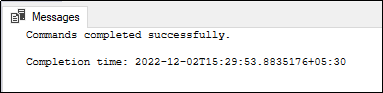 Messages
Commands completed successfully.
Completion time: 2022-12-02T15:29:53.8835176+05:30